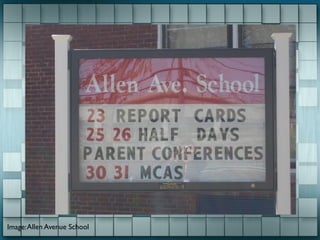 Allen Ave. School
23 REPORT CARDS
25 26 HALF DAYS
PARENT CONFERENCES
30 31 MCAS
Image: Allen Avenue School